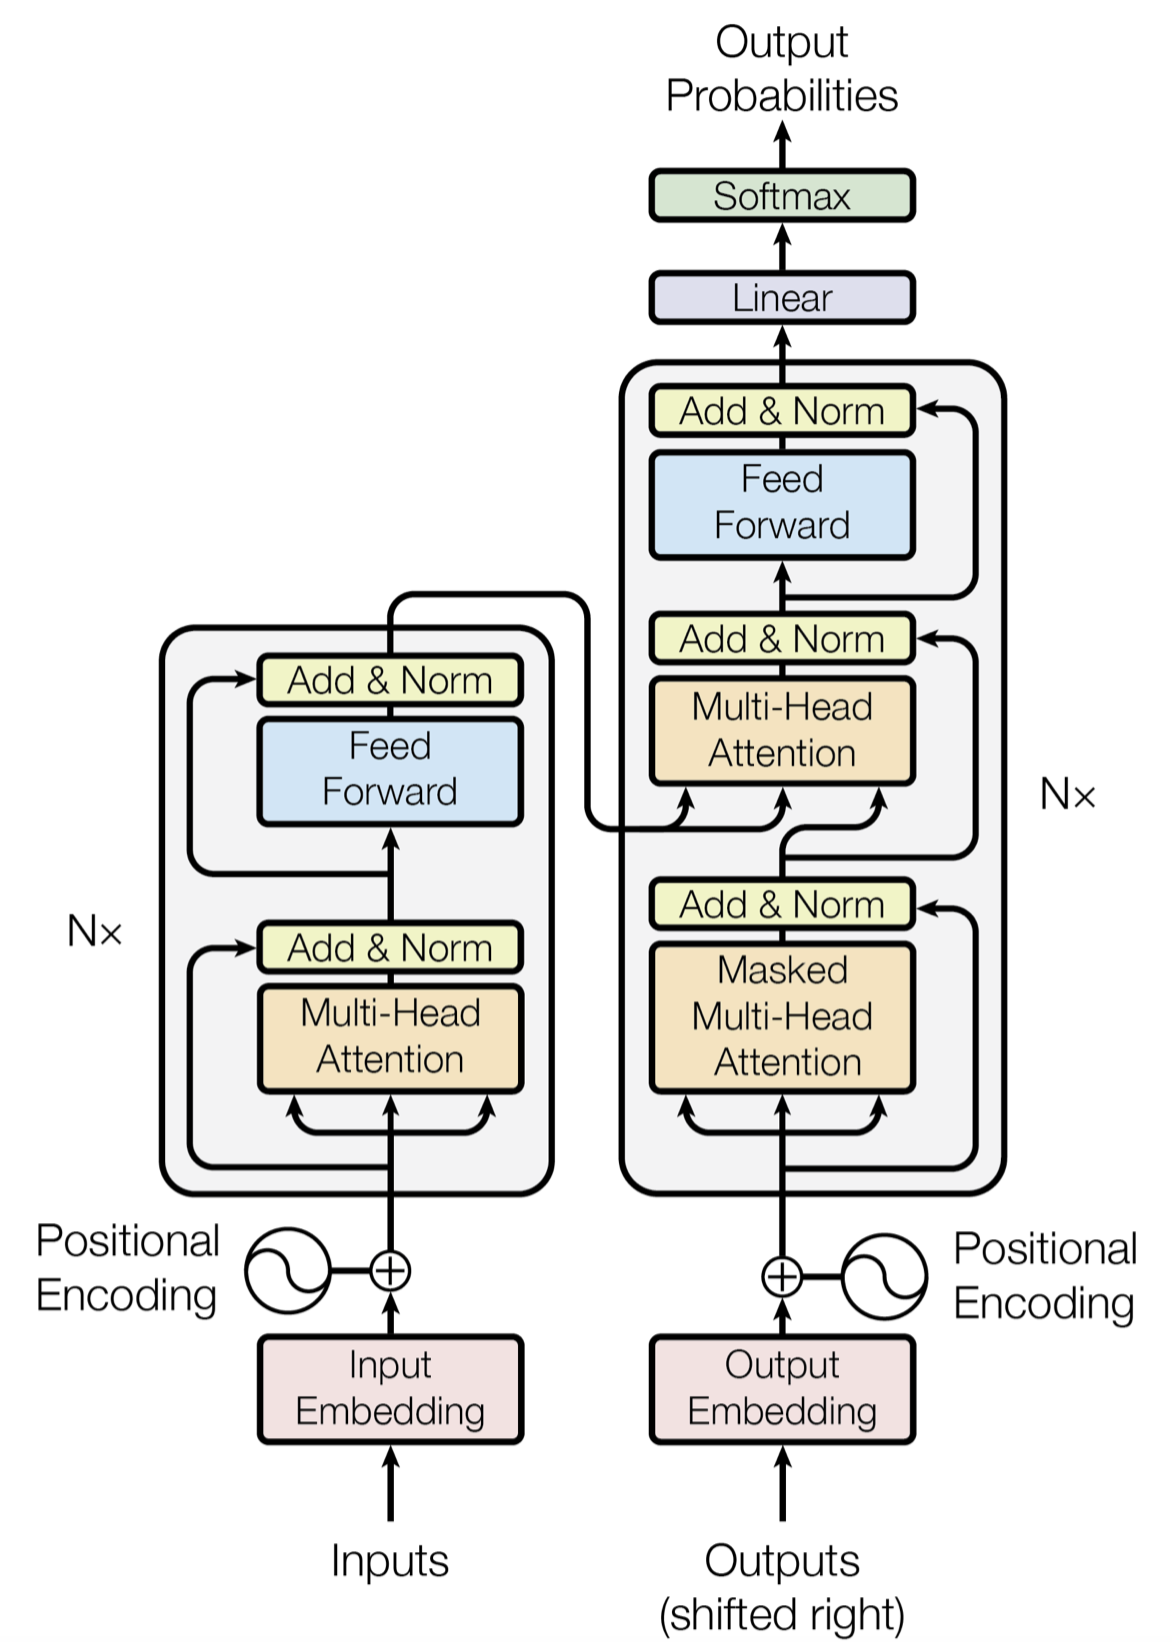 Output
Probabilities
Softmax
Linear
Add & Norm
Feed
Forward
Add & Norm
Multi-Head
Attention
Add & Norm
Masked
Multi-Head
Attention
Nx
Add & Norm
Feed
Forward
Add & Norm
Multi-Head
Attention
Nx
Positional
Encoding
Positional
Encoding
Input
Embedding
Output
Embedding
Inputs
Outputs
(shifted right)